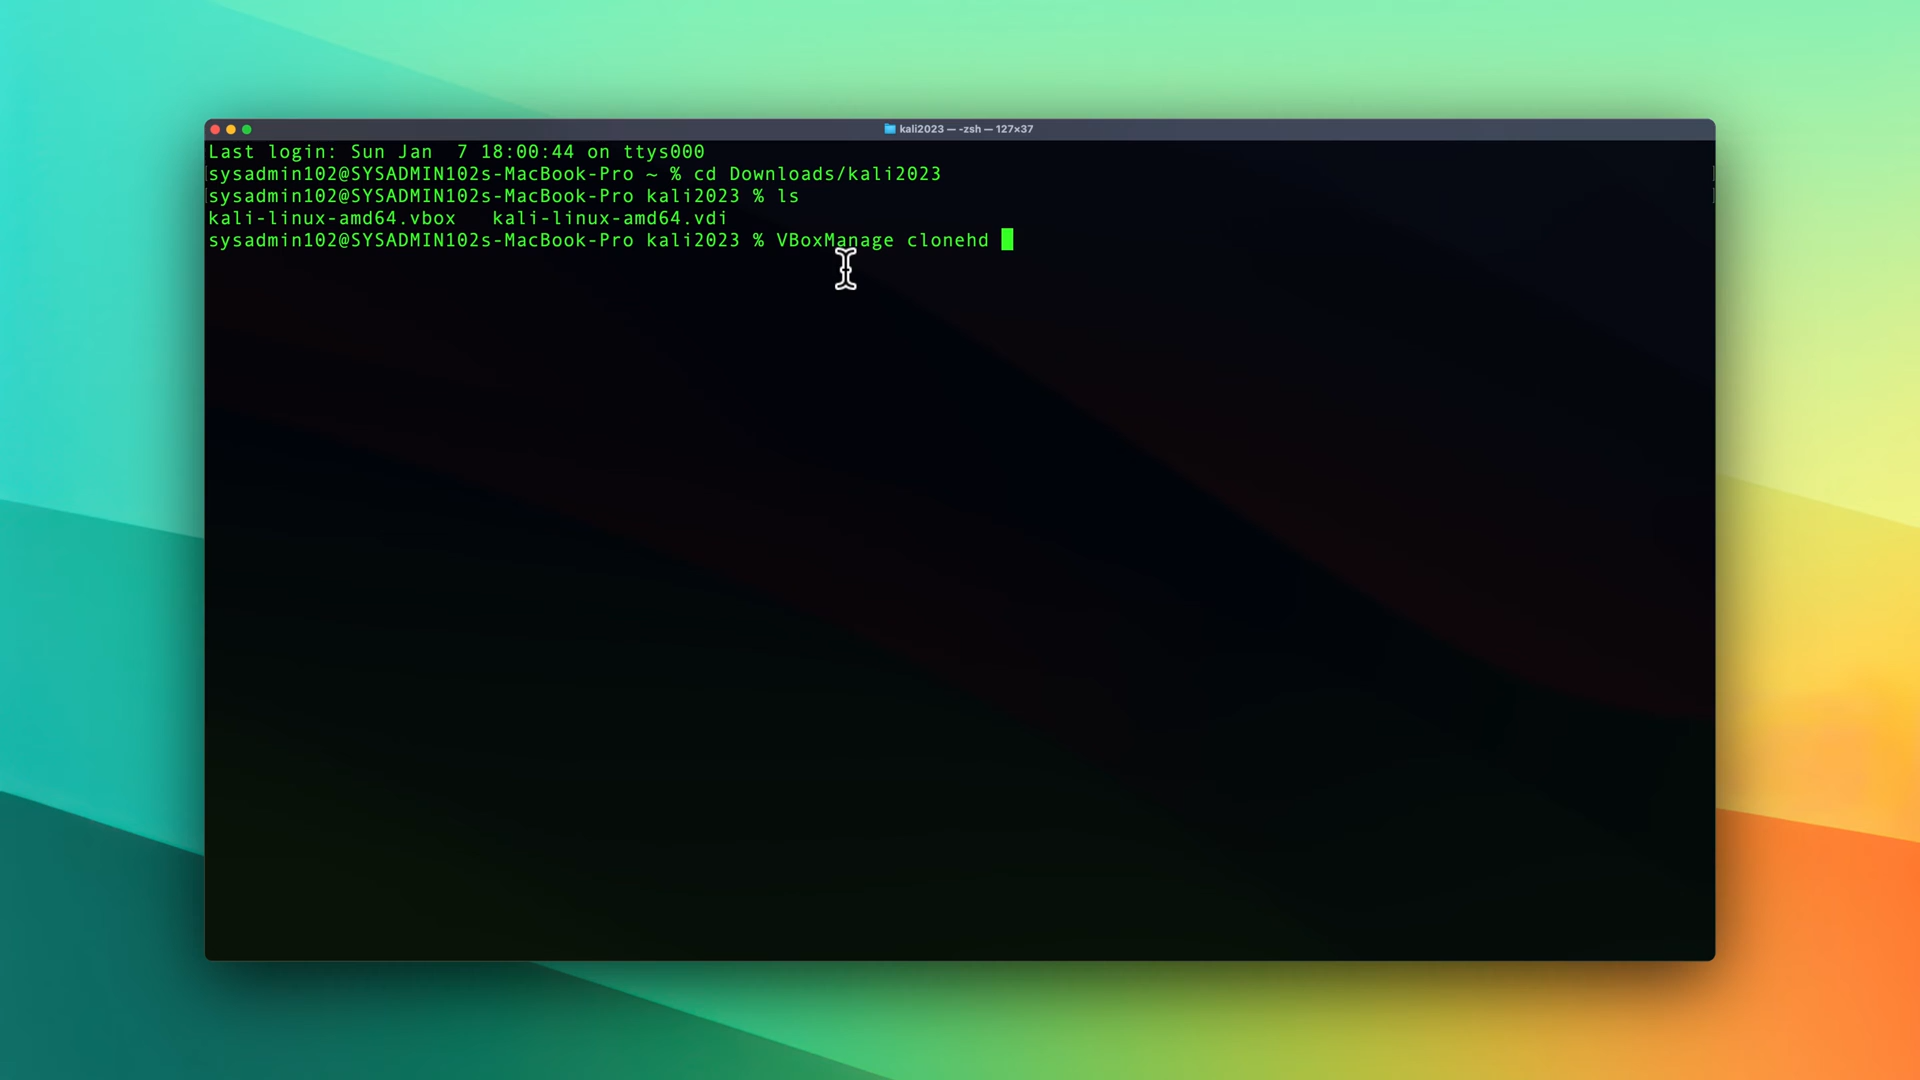 kali2023 — -zsh — 127×37
Last login: Sun Jan  7 18:00:44 on ttys000
sysadmin102@SYSADMIN102s-MacBook-Pro ~ % cd Downloads/kali2023
sysadmin102@SYSADMIN102s-MacBook-Pro kali2023 % ls
kali-linux-amd64.vbox   kali-linux-amd64.vdi
sysadmin102@SYSADMIN102s-MacBook-Pro kali2023 % VBoxManage clonehd